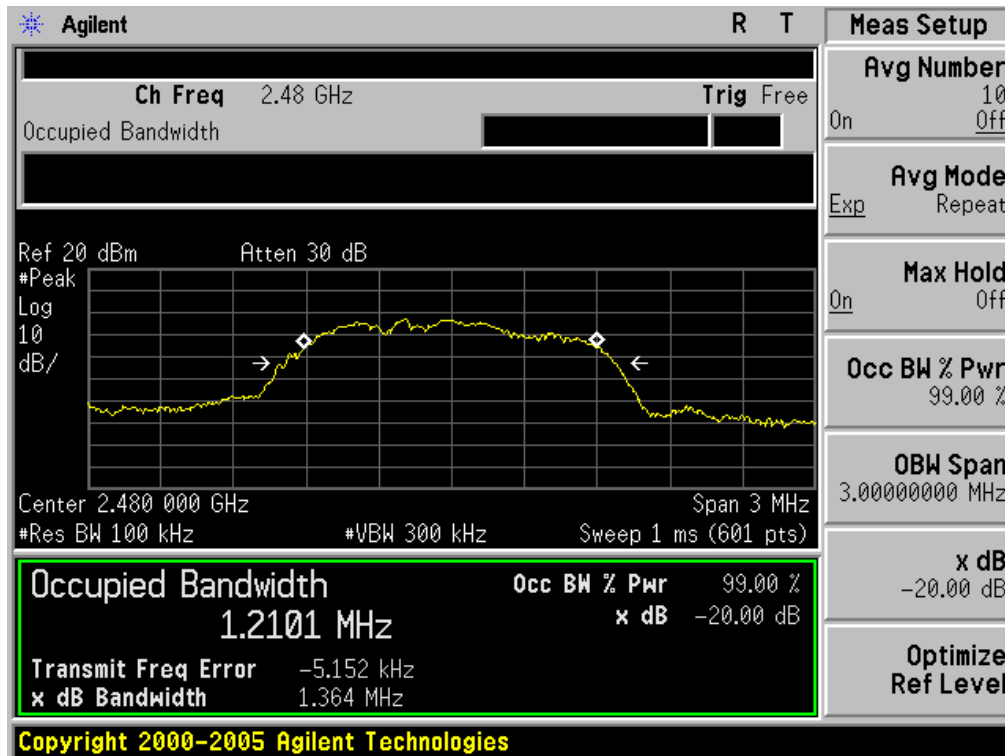 Agilent R T
Ch Freq 2.48 GHz Trig Free
Occupied Bandwidth
Ref 20 dBm Atten 30 dB
#Peak
Log
10
dB/
Center 2.480 000 GHz Span 3 MHz
#Res BW 100 kHz #VBW 300 kHz Sweep 1 ms (601 pts)
Occupied Bandwidth Occ BW % Pwr 99.00 %
1.2101 MHz x dB -20.00 dB
Transmit Freq Error -5.152 kHz
x dB Bandwidth 1.364 MHz
Copyright 2000-2005 Agilent Technologies
Meas Setup
Avg Number
10
On Off
Avg Mode
Exp Repeat
Max Hold
On Off
Occ BW % Pwr
99.00 %
OBW Span
3.00000000 MHz
x dB
-20.00 dB
Optimize
Ref Level